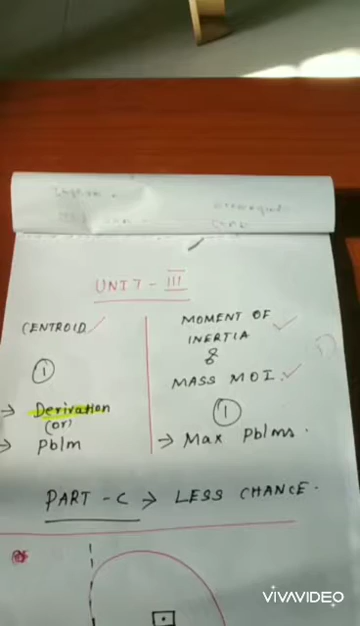 UNIT - III
CENTROID
①
→ Derivation
(or)
→ Pblm
MOMENT OF
INERTIA
&
MASS MOI.
①
→ Max Pblms.
PART - C → LESS CHANCE.
VIVAVIDEO